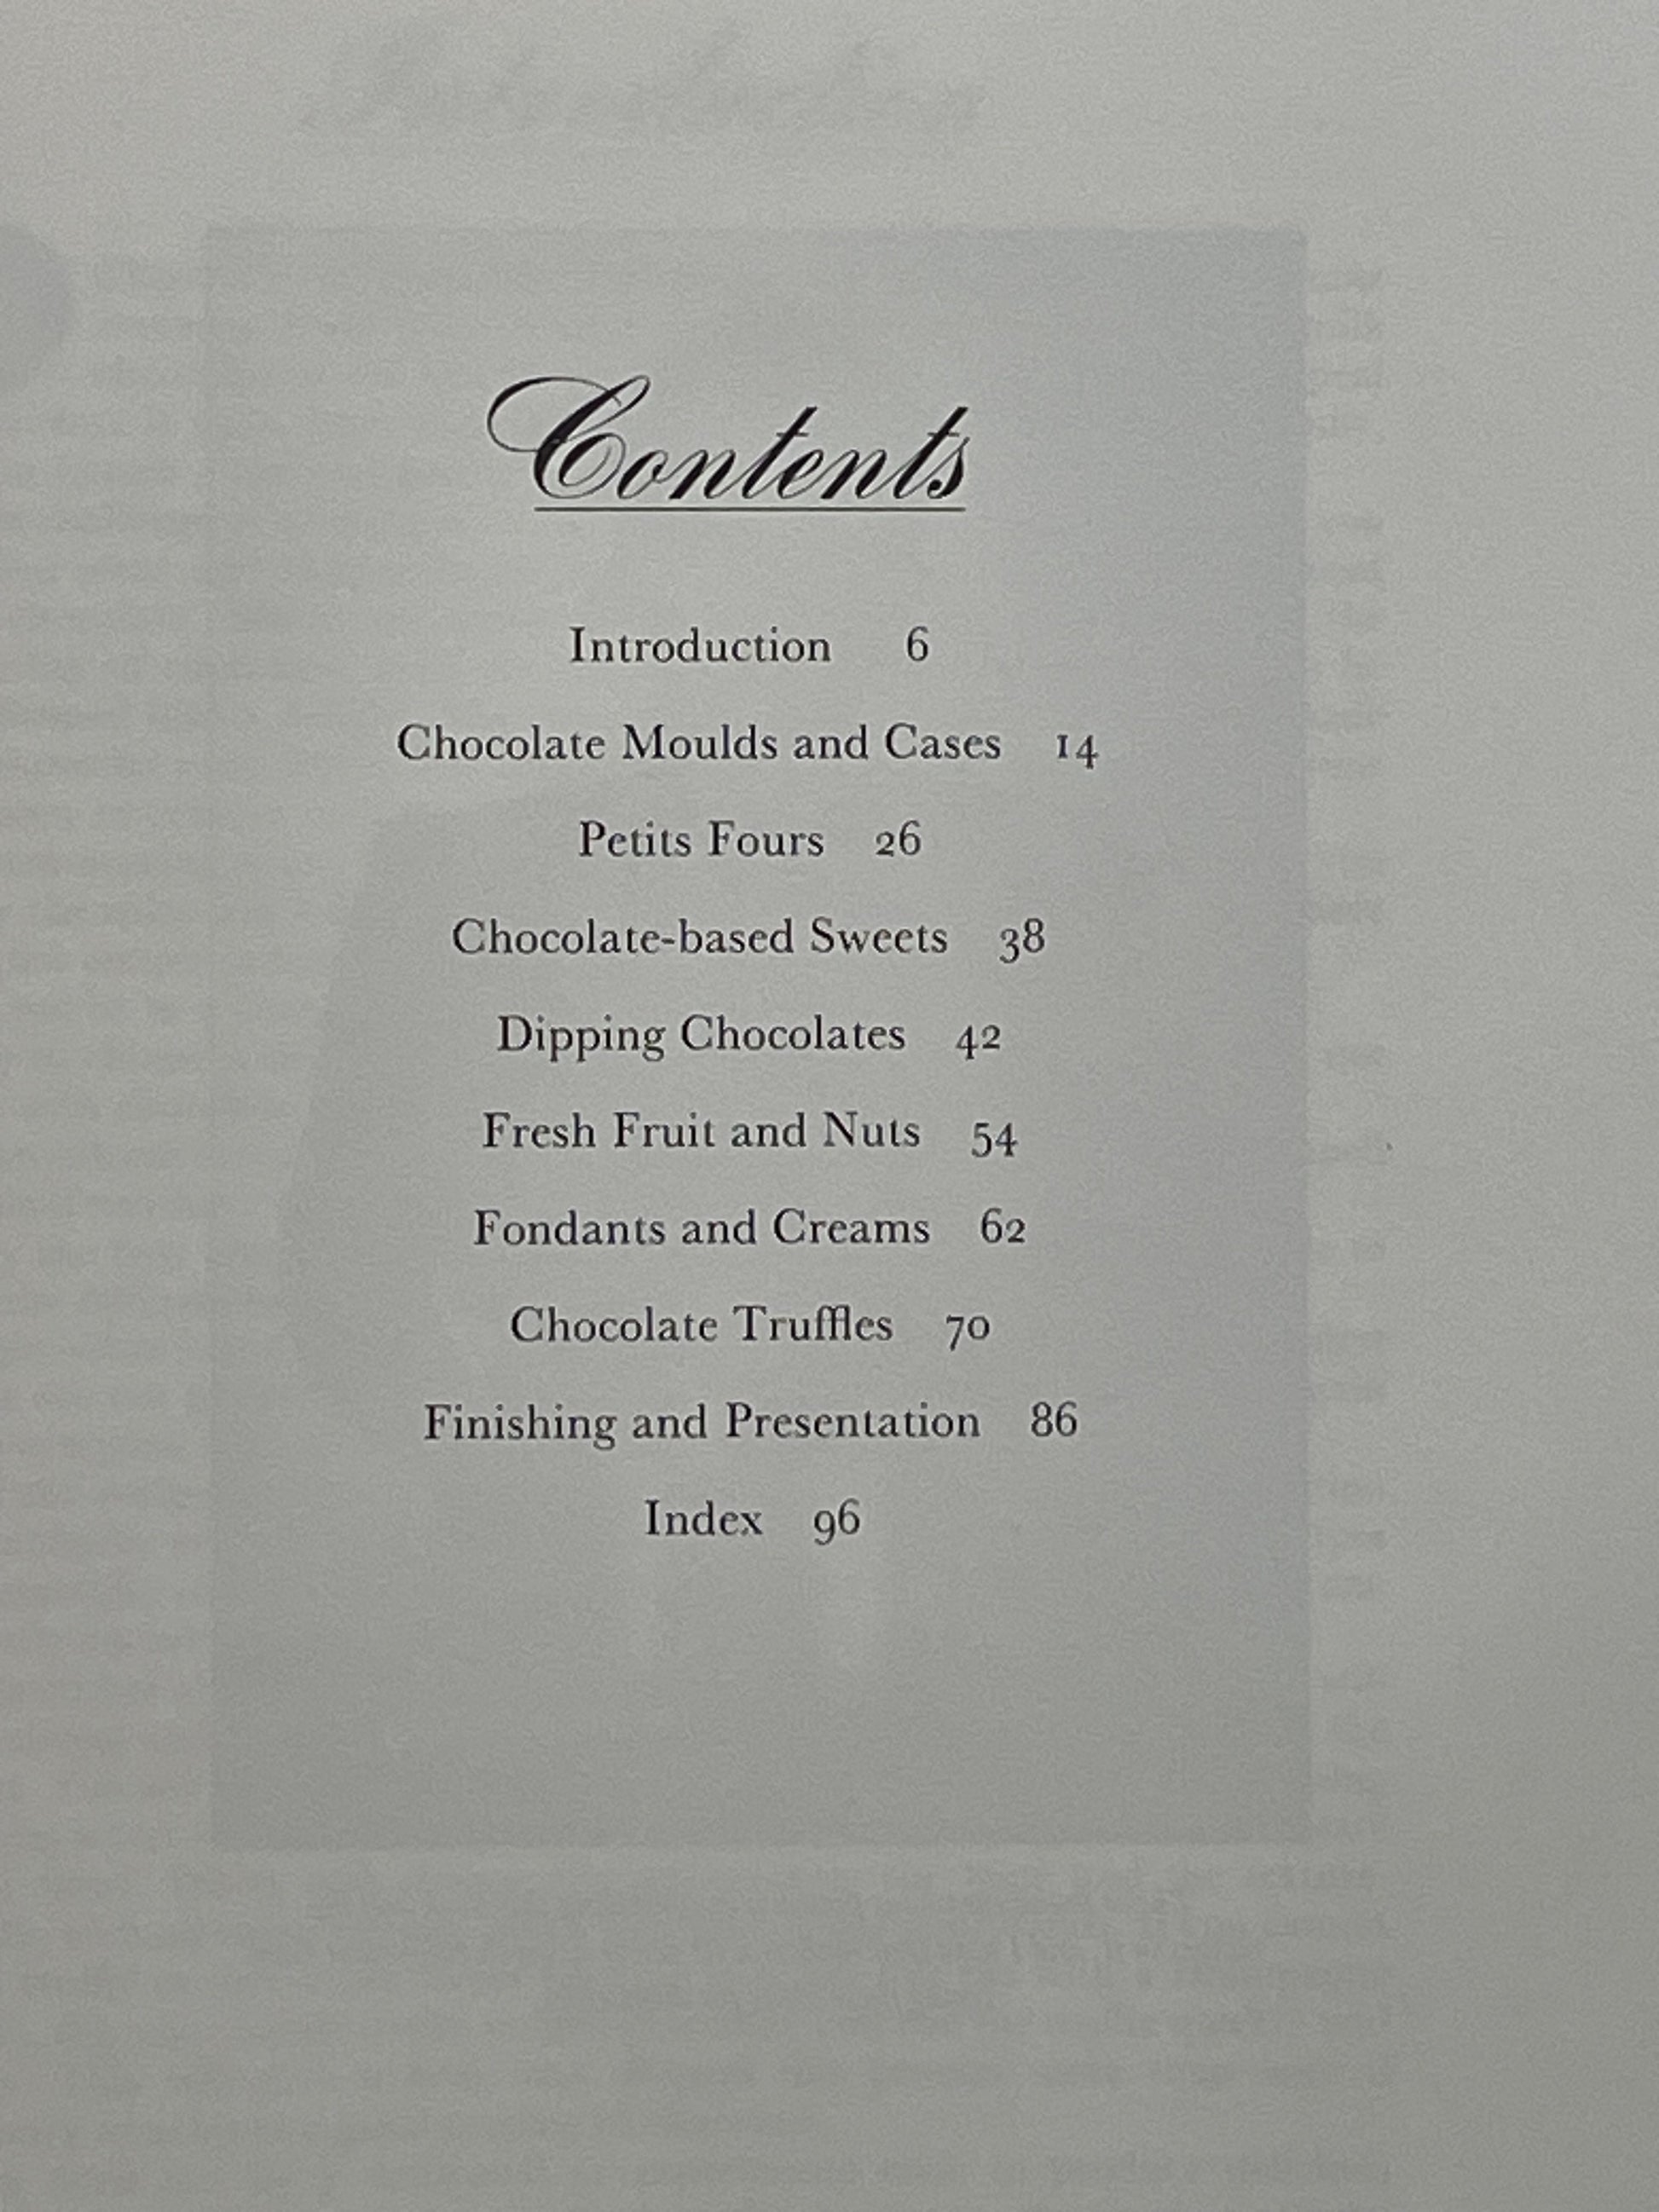 Contents
Introduction 6
Chocolate Moulds and Cases 14
Petits Fours 26
Chocolate-based Sweets 38
Dipping Chocolates 42
Fresh Fruit and Nuts 54
Fondants and Creams 62
Chocolate Truffles 70
Finishing and Presentation 86
Index 96